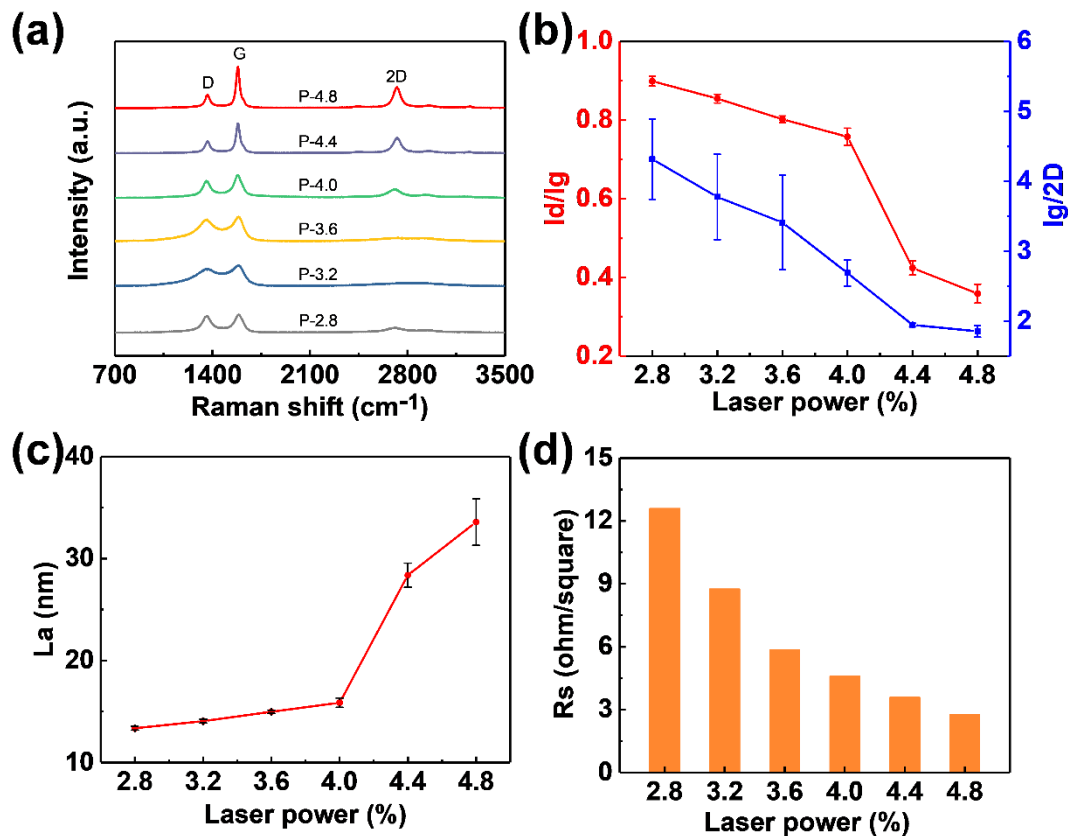 (a)
Intensity (a.u.)
D
G
2D
P-4.8
P-4.4
P-4.0
P-3.6
P-3.2
P-2.8
700 1400 2100 2800 3500
Raman shift (cm⁻¹)
(b)
Id/Ig
1.0
0.8
0.6
0.4
0.2
Ig/2D
6
5
4
3
2
2.8 3.2 3.6 4.0 4.4 4.8
Laser power (%)
(c)
La (nm)
40
30
20
10
2.8 3.2 3.6 4.0 4.4 4.8
Laser power (%)
(d)
Rs (ohm/square)
15
12
9
6
3
0
2.8 3.2 3.6 4.0 4.4 4.8
Laser power (%)